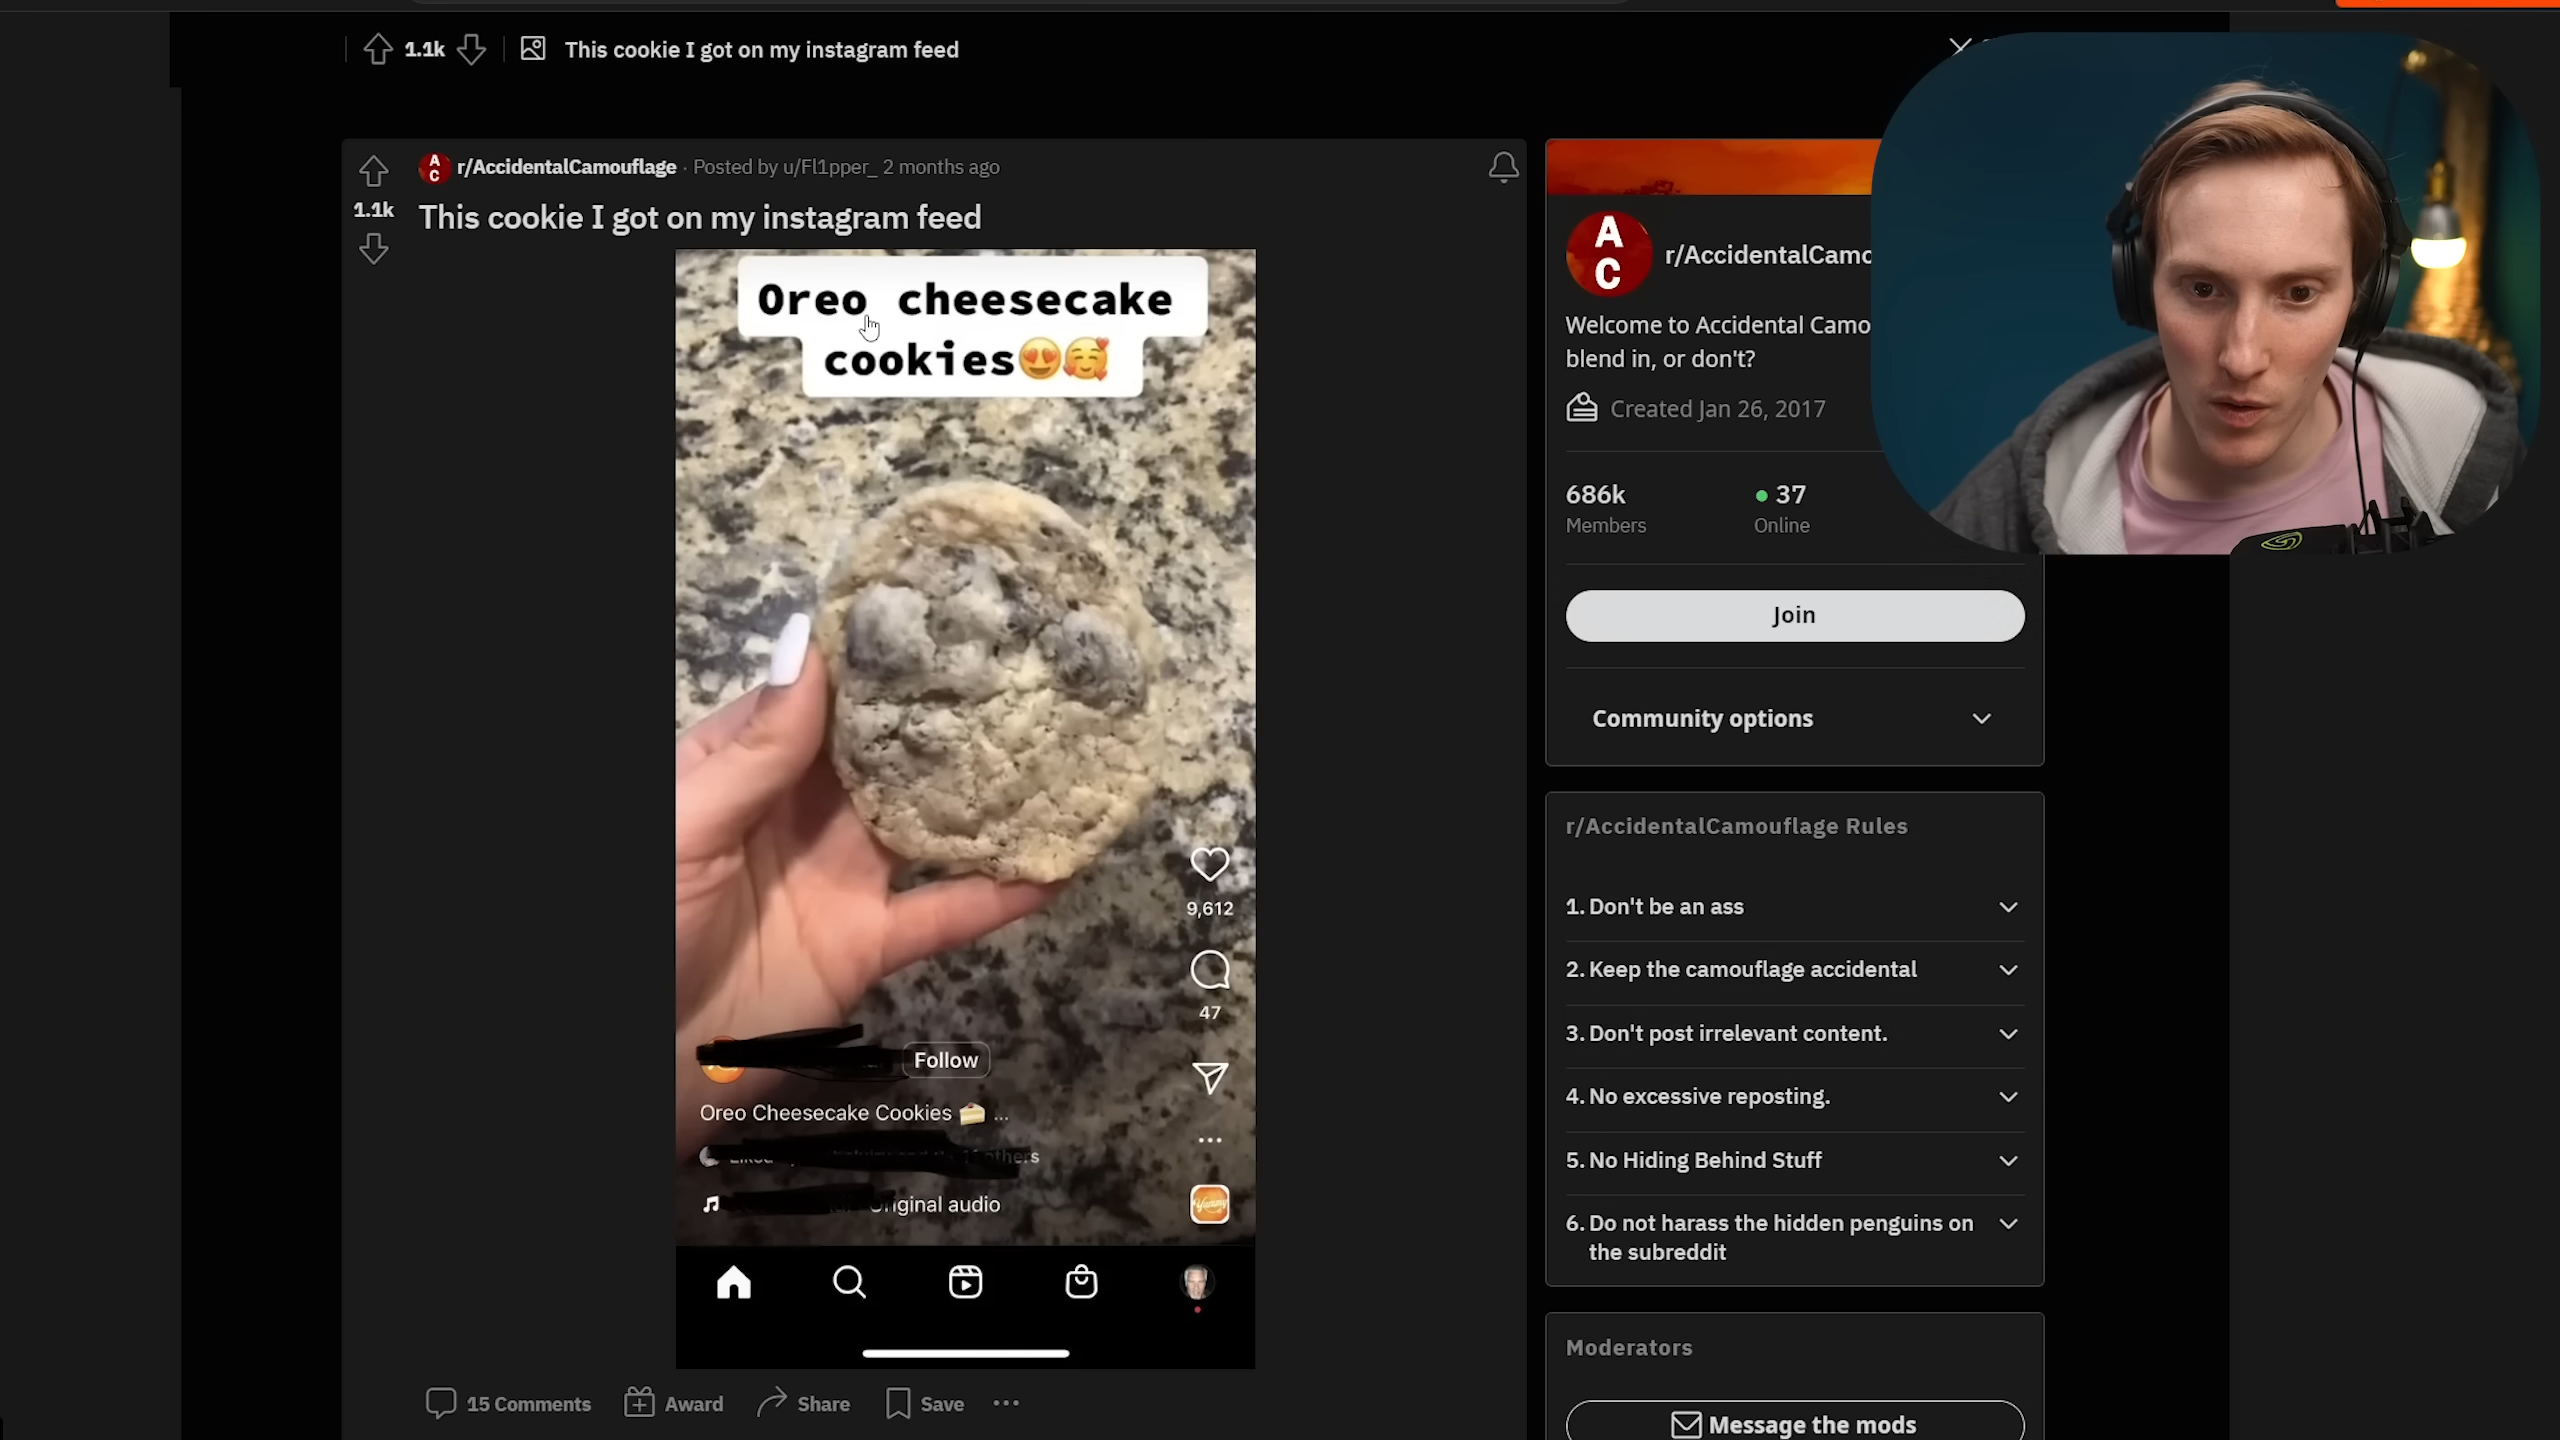 1.1k
This cookie I got on my instagram feed
r/AccidentalCamouflage · Posted by u/Fl1pper_ 2 months ago
1.1k
This cookie I got on my instagram feed
Oreo cheesecake
cookies😍🥰
9,612
47
Follow
Oreo Cheesecake Cookies 🍰 ...
others
original audio
Yummy
15 Comments
Award
Share
Save
A
C
r/AccidentalCamo
Welcome to Accidental Camo
blend in, or don't?
Created Jan 26, 2017
686k
37
Members
Online
Join
Community options
r/AccidentalCamouflage Rules
1. Don't be an ass
2. Keep the camouflage accidental
3. Don't post irrelevant content.
4. No excessive reposting.
5. No Hiding Behind Stuff
6. Do not harass the hidden penguins on
the subreddit
Moderators
Message the mods